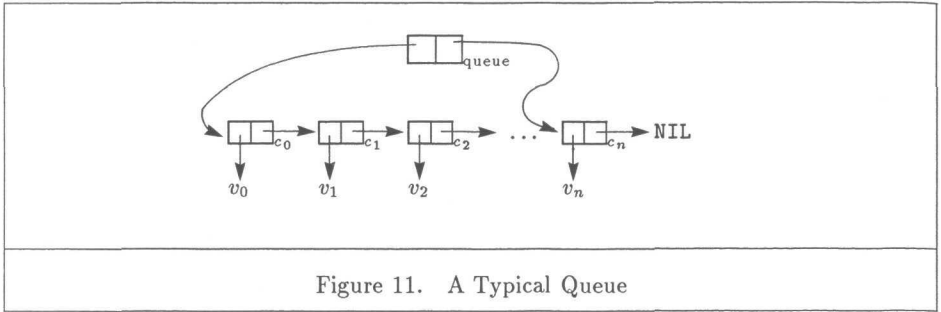 queue
c₀ c₁ c₂ ... cₙ NIL
v₀ v₁ v₂ vₙ
Figure 11. A Typical Queue